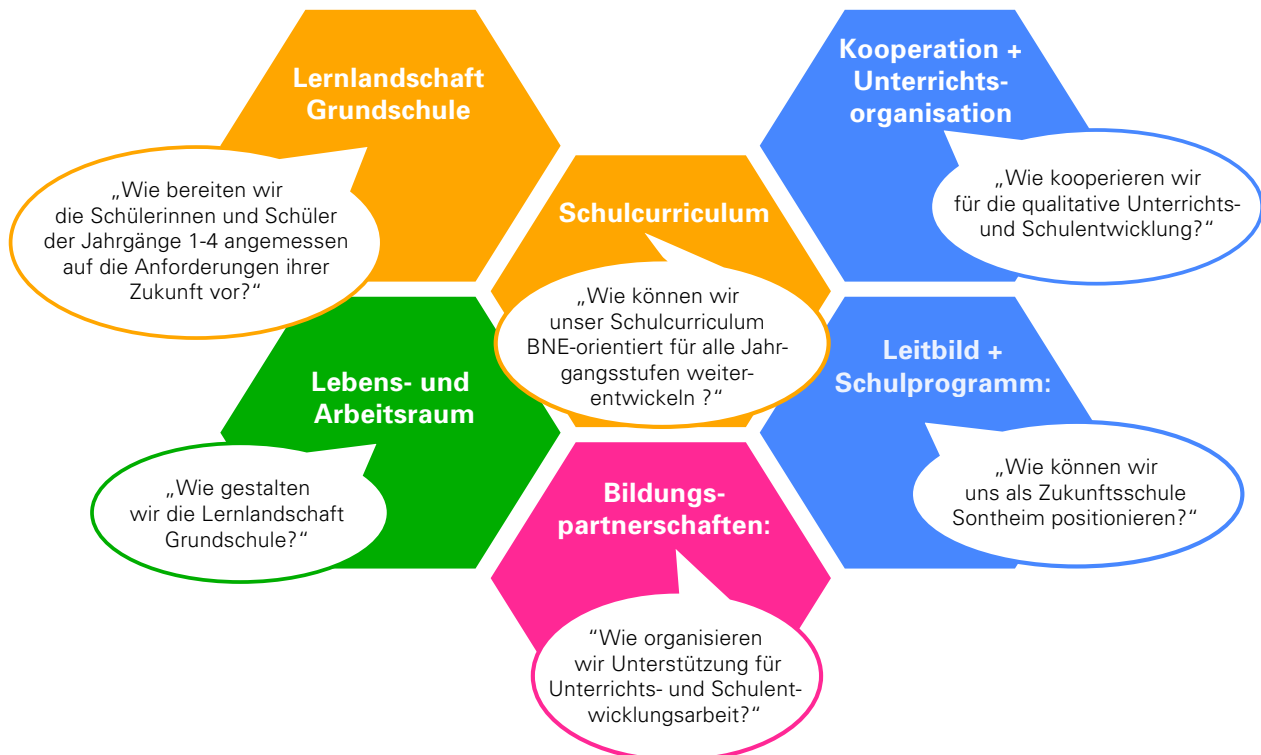 Lernlandschaft
Grundschule
„Wie bereiten wir
die Schülerinnen und Schüler
der Jahrgänge 1-4 angemessen
auf die Anforderungen ihrer
Zukunft vor?“
Schulcurriculum
„Wie können wir
unser Schulcurriculum
BNE-orientiert für alle Jahr-
gangsstufen weiter-
entwickeln ?“
Kooperation +
Unterrichts-
organisation
„Wie kooperieren wir
für die qualitative Unterrichts-
und Schulentwicklung?“
Lebens- und
Arbeitsraum
„Wie gestalten
wir die Lernlandschaft
Grundschule?“
Bildungs-
partnerschaften:
“Wie organisieren
wir Unterstützung für
Unterrichts- und Schulent-
wicklungsarbeit?“
Leitbild +
Schulprogramm:
„Wie können wir
uns als Zukunftsschule
Sontheim positionieren?“